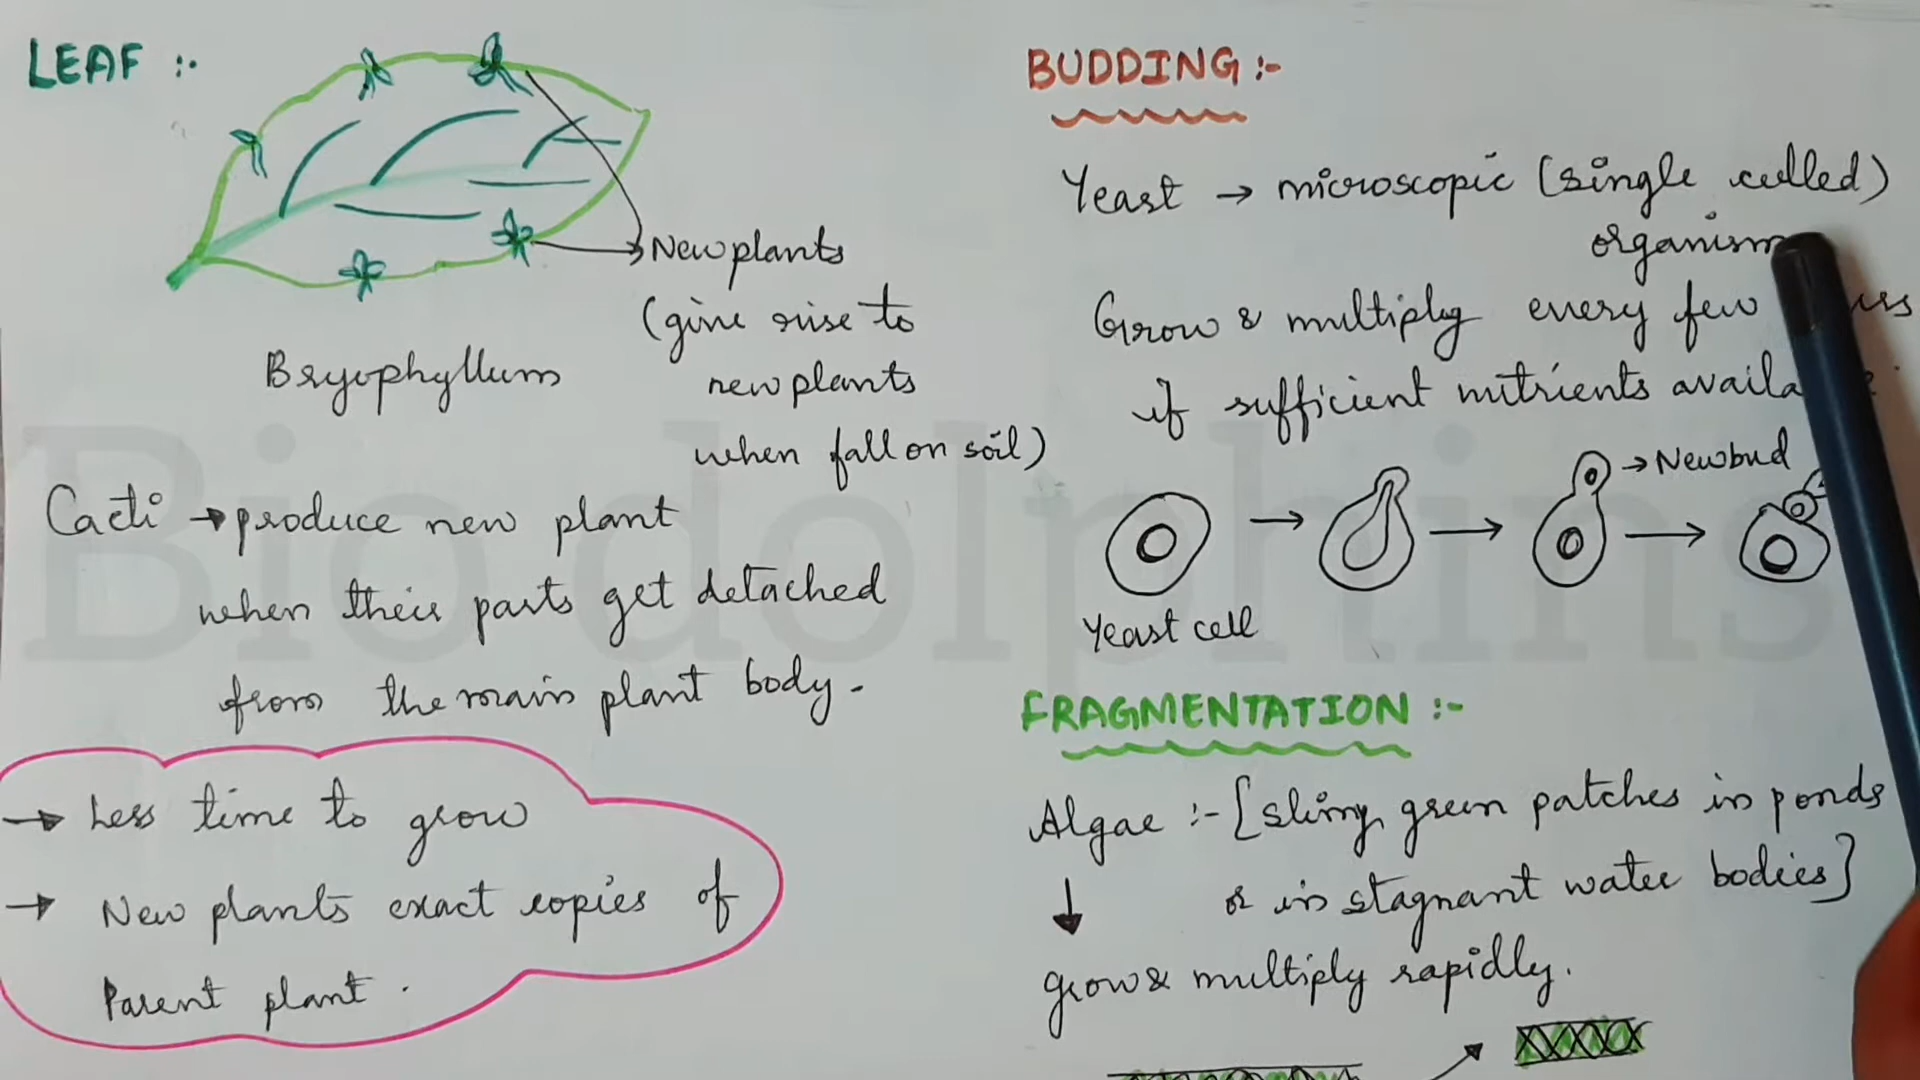 LEAF :-
New plants
(give rise to
new plants
when fall on soil)
Bryophyllum
Cacti → produce new plant
when their parts get detached
from the main plant body.
→ Less time to grow
→ New plants exact copies of
Parent plant.
BUDDING :-
Yeast → microscopic (single celled)
organism
Grow & multiply every few
if sufficient nutrients
→ New bud
Yeast cell
FRAGMENTATION :-
Algae :- [slimy green patches in ponds
or in stagnant water bodies]
grow & multiply rapidly.
Bio dolphins